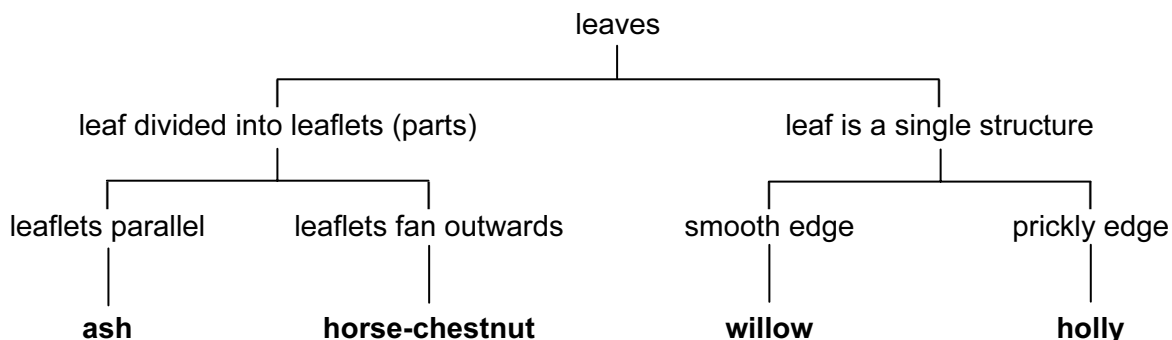 leaves
leaf divided into leaflets (parts)
leaf is a single structure
leaflets parallel
leaflets fan outwards
smooth edge
prickly edge
ash
horse-chestnut
willow
holly